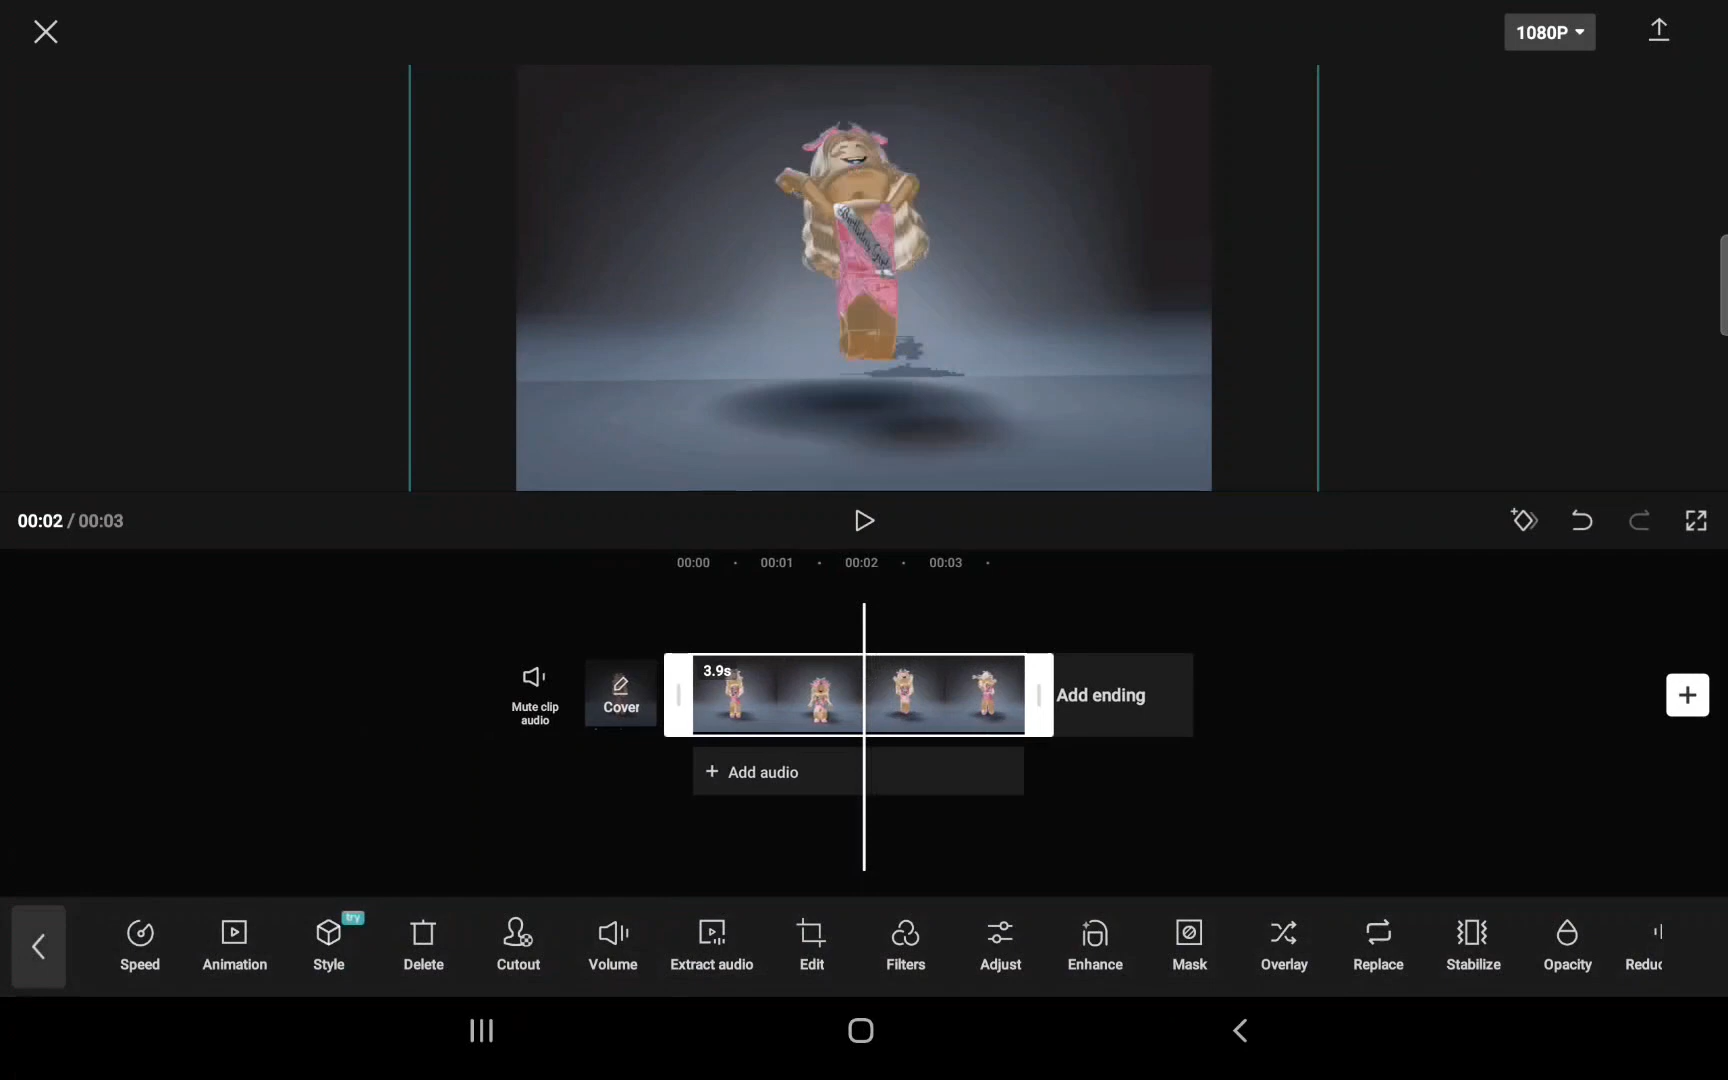 1080P
Birthday Girl
00:02 / 00:03
00:00 00:01 00:02 00:03
Mute clip
audio
Cover
3.9s
Add ending
+
+ Add audio
try
Speed
Animation
Style
Delete
Cutout
Volume
Extract audio
Edit
Filters
Adjust
Enhance
Mask
Overlay
Replace
Stabilize
Opacity
Reduc